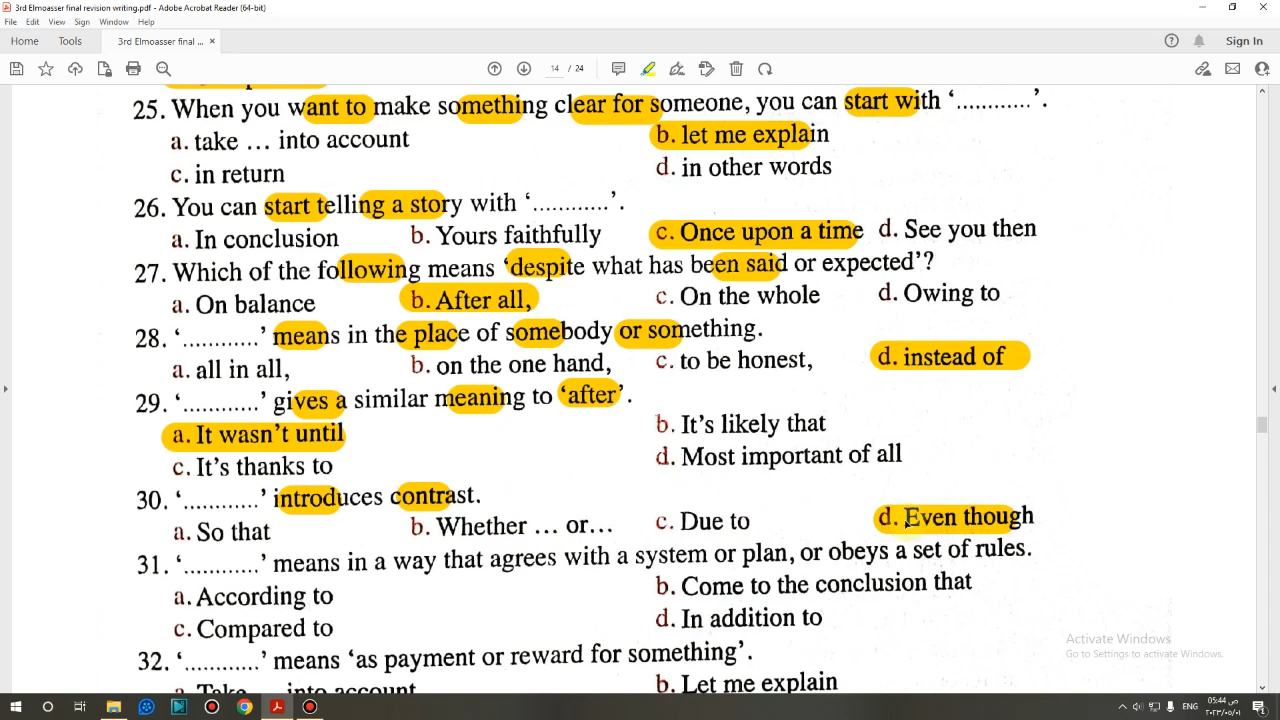 3rd Elmoasser final revision writing.pdf - Adobe Acrobat Reader (64-bit)
File Edit View Sign Window Help
Home Tools 3rd Elmoasser final ... × Sign In
14 / 24
25. When you want to make something clear for someone, you can start with ‘............’.
a. take … into account b. let me explain
c. in return d. in other words
26. You can start telling a story with ‘............’.
a. In conclusion b. Yours faithfully c. Once upon a time d. See you then
27. Which of the following means ‘despite what has been said or expected’?
a. On balance b. After all, c. On the whole d. Owing to
28. ‘............’ means in the place of somebody or something.
a. all in all, b. on the one hand, c. to be honest, d. instead of
29. ‘............’ gives a similar meaning to ‘after’.
a. It wasn’t until b. It’s likely that
c. It’s thanks to d. Most important of all
30. ‘............’ introduces contrast.
a. So that b. Whether … or… c. Due to d. Even though
31. ‘............’ means in a way that agrees with a system or plan, or obeys a set of rules.
a. According to b. Come to the conclusion that
c. Compared to d. In addition to
32. ‘............’ means ‘as payment or reward for something’.
a. Take … into account b. Let me explain
Activate Windows
Go to Settings to activate Windows.
ENG 05:44 ص
٢٠٢٣/٠٥/٠١